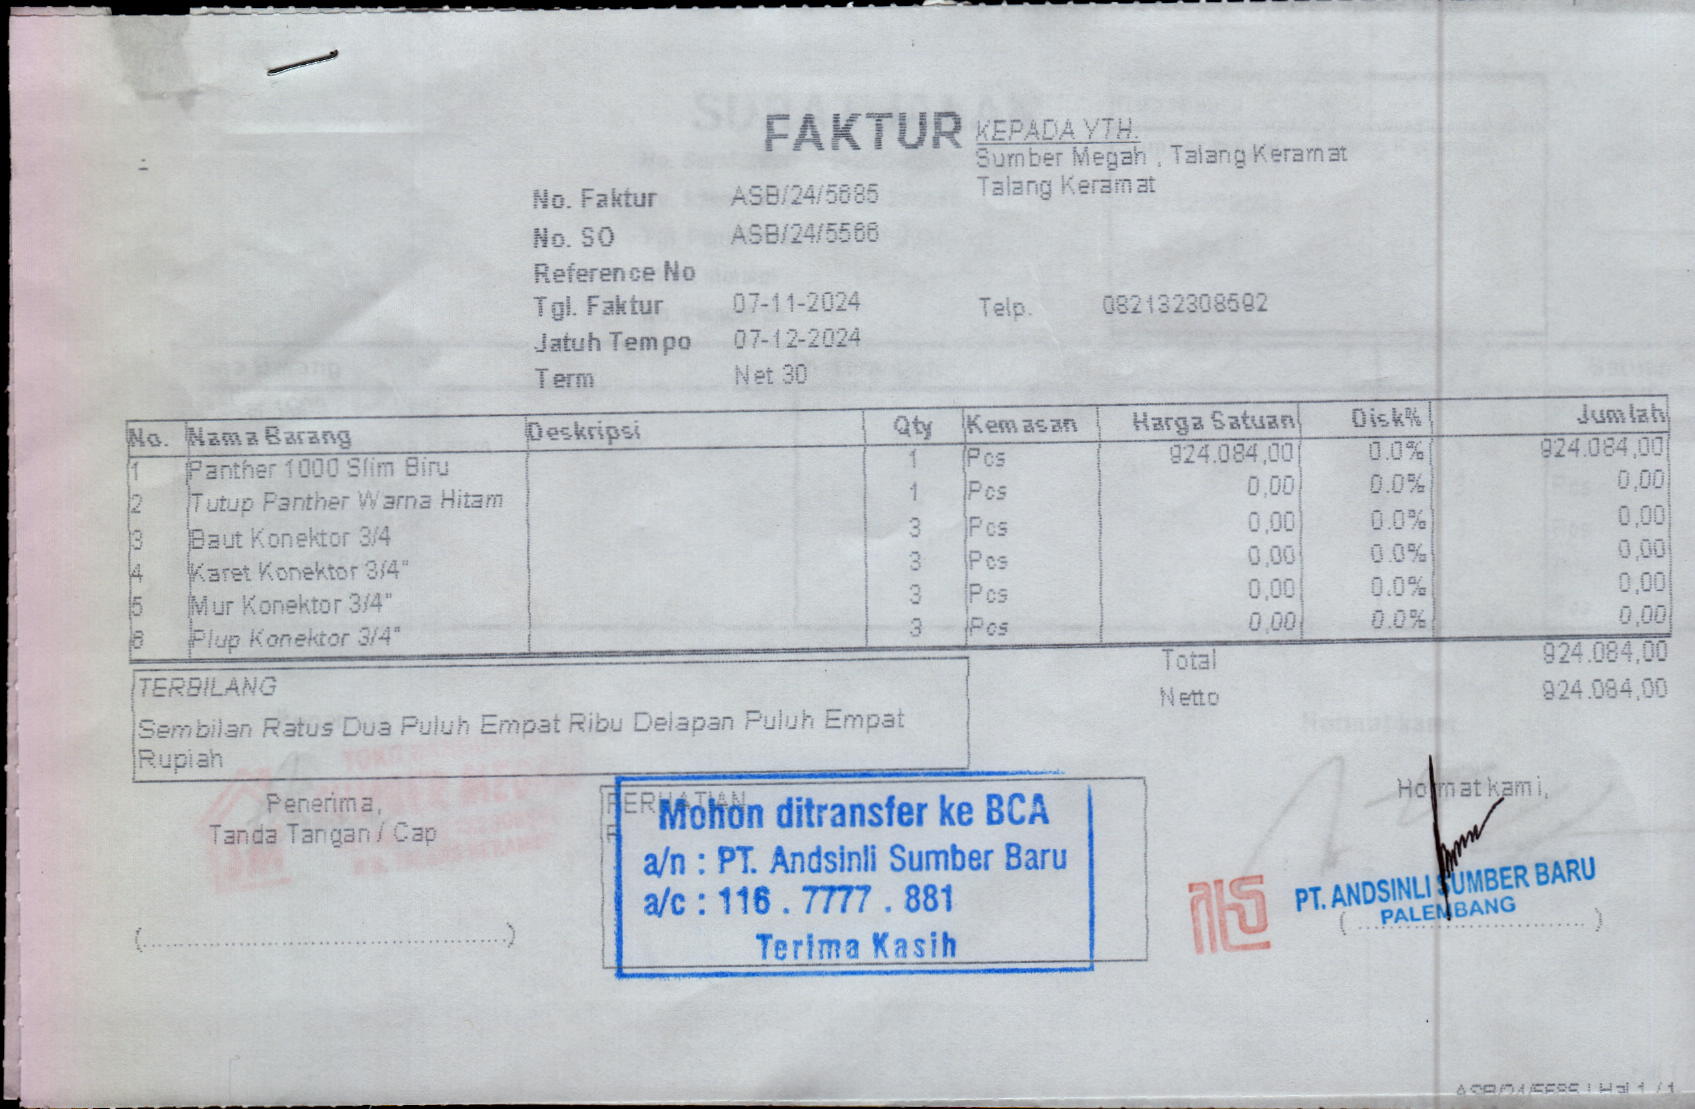 FAKTUR
KEPADA YTH.
Sumber Megah , Talang Keramat
Talang Keramat
No. Faktur ASB/24/5685
No. SO ASB/24/5566
Reference No
Tgl. Faktur 07-11-2024
Telp. 082132308592
Jatuh Tempo 07-12-2024
Term Net 30
No. Nama Barang Deskripsi Qty Kemasan Harga Satuan Disk% Jumlah
1 Panther 1000 Slim Biru 1 Pcs 924.084,00 0.0% 924.084,00
2 Tutup Panther Warna Hitam 1 Pcs 0,00 0.0% 0,00
3 Baut Konektor 3/4 3 Pcs 0,00 0.0% 0,00
4 Karet Konektor 3/4" 3 Pcs 0,00 0.0% 0,00
5 Mur Konektor 3/4" 3 Pcs 0,00 0.0% 0,00
6 Plup Konektor 3/4" 3 Pcs 0,00 0.0% 0,00
Total 924.084,00
Netto 924.084,00
TERBILANG
Sembilan Ratus Dua Puluh Empat Ribu Delapan Puluh Empat
Rupiah
Penerima,
Tanda Tangan / Cap
(..................................................)
PERHATIAN
Mohon ditransfer ke BCA
a/n : PT. Andsinli Sumber Baru
a/c : 116 . 7777 . 881
Terima Kasih
Hormat kami,
PT. ANDSINLI SUMBER BARU
PALEMBANG
(..............................)
ASB/24/5685 | Hal 1 / 1